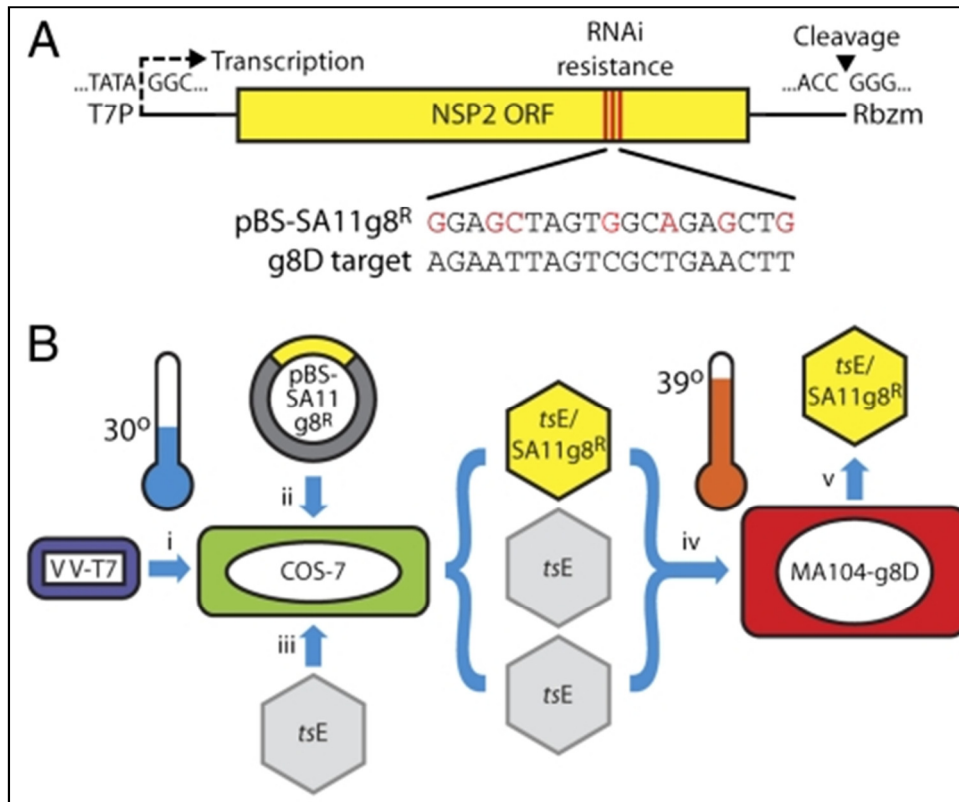 A
RNAi
resistance
Cleavage
Transcription
...TATA GGC...
...ACC GGG...
T7P
NSP2 ORF
Rbzm
pBS-SA11g8R GGAGCTAGTGGCAGAGCTG
g8D target AGAATTAGTCGCTGAACTT
B
30º
pBS-
SA11
g8R
ii
VV-T7
i
COS-7
iii
tsE
tsE/
SA11g8R
tsE
tsE
39º
iv
MA104-g8D
v
tsE/
SA11g8R